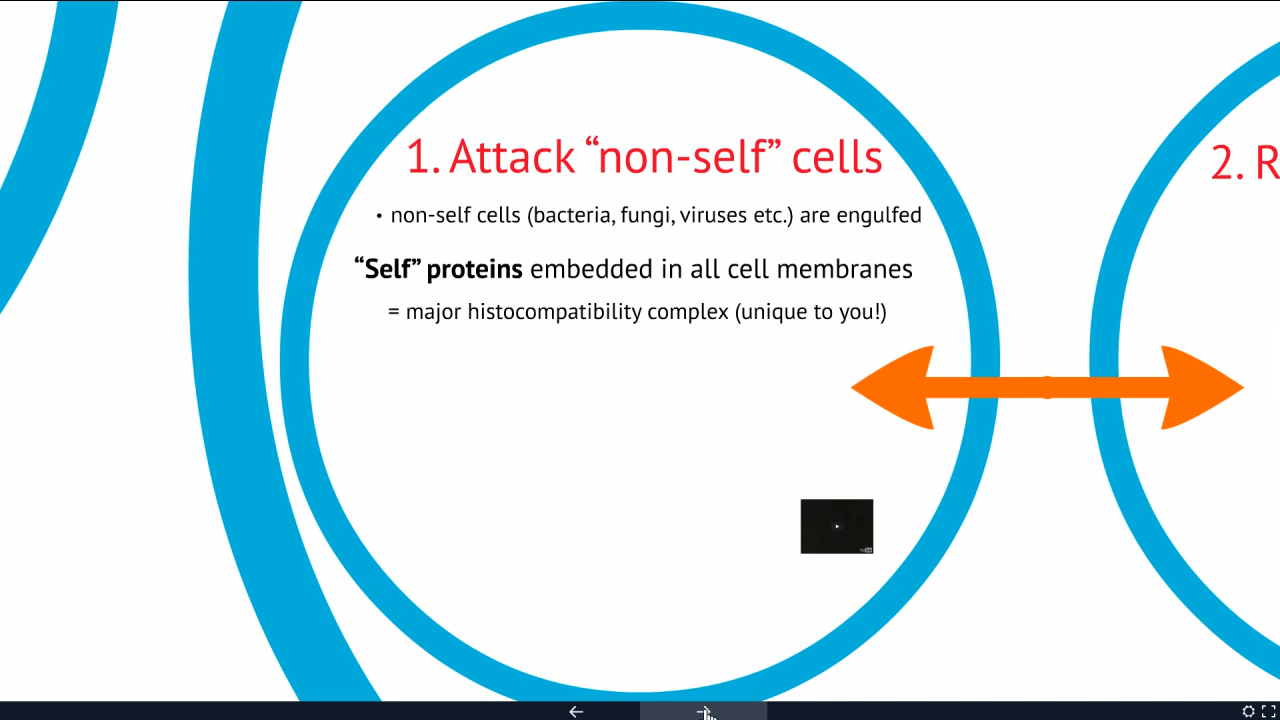 1. Attack “non-self” cells
• non-self cells (bacteria, fungi, viruses etc.) are engulfed
“Self” proteins embedded in all cell membranes
= major histocompatibility complex (unique to you!)
2. R